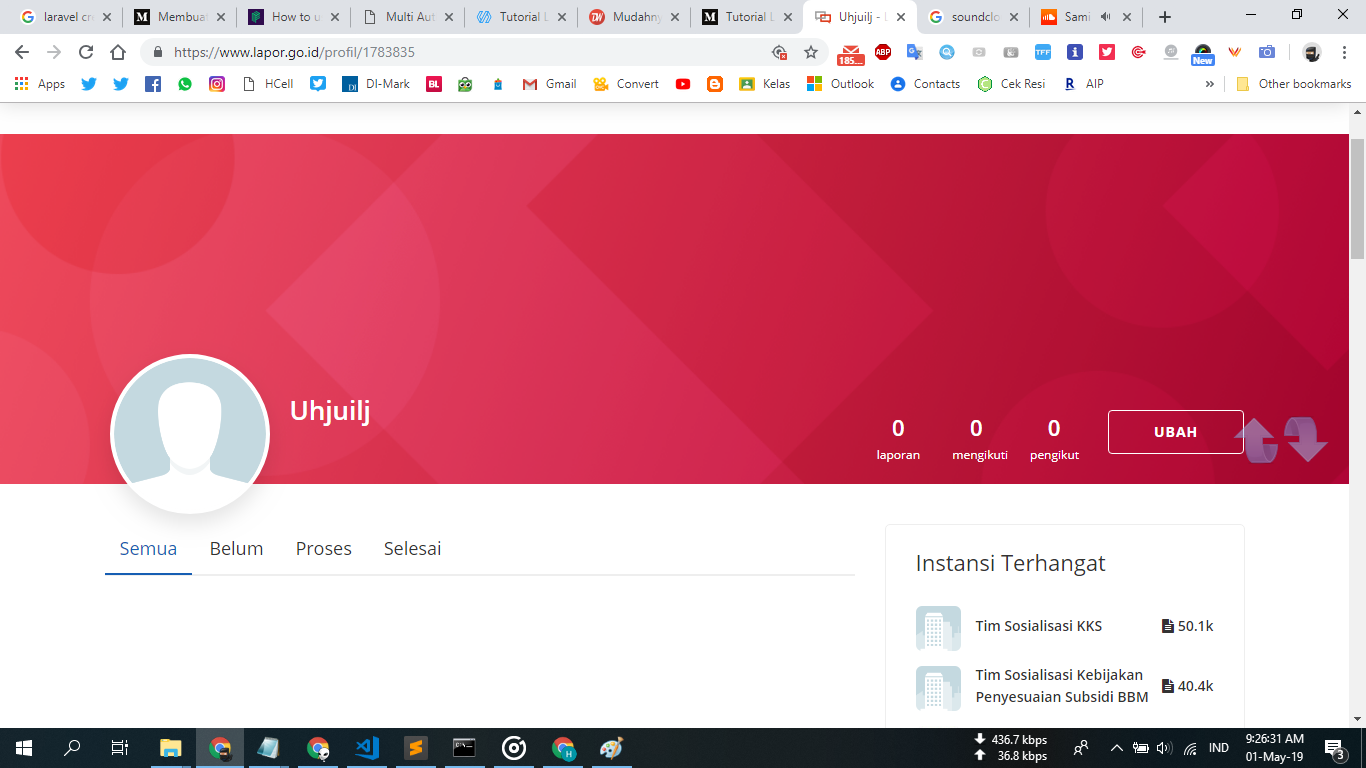 laravel cr
Membuat
How to u
Multi Aut
Tutorial L
Mudahny
Tutorial L
Uhjuilj - L
soundclo
Sami
https://www.lapor.go.id/profil/1783835
185...
ABP
TFF
New
Apps
HCell
DI-Mark
BL
Gmail
Convert
Kelas
Outlook
Contacts
Cek Resi
AIP
Other bookmarks
Uhjuilj
0
laporan
0
mengikuti
0
pengikut
UBAH
Semua
Belum
Proses
Selesai
Instansi Terhangat
Tim Sosialisasi KKS
50.1k
Tim Sosialisasi Kebijakan
Penyesuaian Subsidi BBM
40.4k
436.7 kbps
36.8 kbps
IND
9:26:31 AM
01-May-19
3